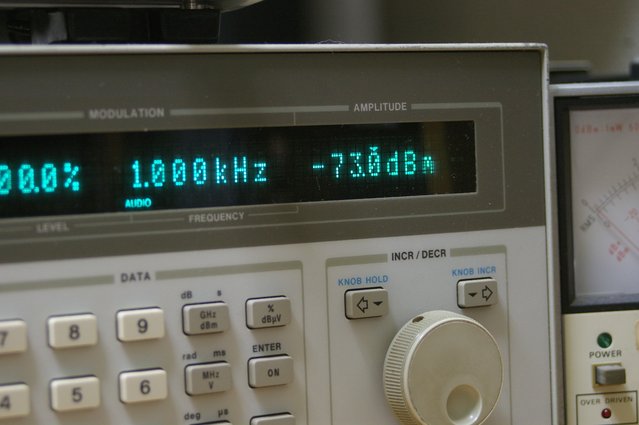 MODULATION
AMPLITUDE
00.0% 1.000kHz -73.0dBm
AUDIO
LEVEL
FREQUENCY
DATA
INCR / DECR
KNOB HOLD
KNOB INCR
dB s
7 8 9 GHz dBm % dBμV
rad ms
ENTER
4 5 6 MHz V ON
deg μs
RMS
POWER
OVER DRIVEN